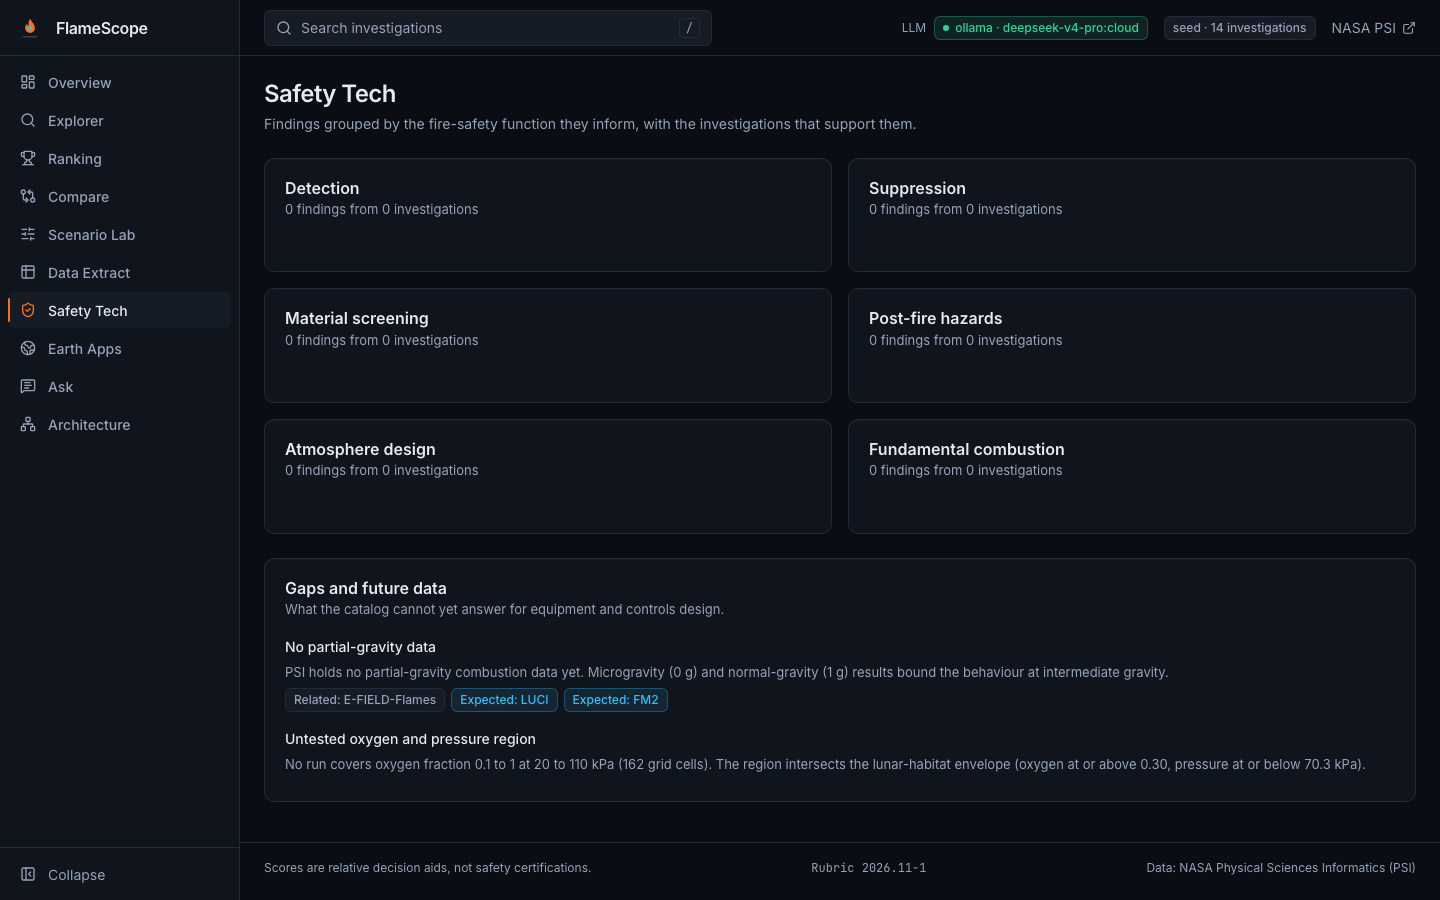 FlameScope
Search investigations
/
LLM
ollama · deepseek-v4-pro:cloud
seed · 14 investigations
NASA PSI
Overview
Explorer
Ranking
Compare
Scenario Lab
Data Extract
Safety Tech
Earth Apps
Ask
Architecture
Collapse
Safety Tech
Findings grouped by the fire-safety function they inform, with the investigations that support them.
Detection
0 findings from 0 investigations
Suppression
0 findings from 0 investigations
Material screening
0 findings from 0 investigations
Post-fire hazards
0 findings from 0 investigations
Atmosphere design
0 findings from 0 investigations
Fundamental combustion
0 findings from 0 investigations
Gaps and future data
What the catalog cannot yet answer for equipment and controls design.
No partial-gravity data
PSI holds no partial-gravity combustion data yet. Microgravity (0 g) and normal-gravity (1 g) results bound the behaviour at intermediate gravity.
Related: E-FIELD-Flames
Expected: LUCI
Expected: FM2
Untested oxygen and pressure region
No run covers oxygen fraction 0.1 to 1 at 20 to 110 kPa (162 grid cells). The region intersects the lunar-habitat envelope (oxygen at or above 0.30, pressure at or below 70.3 kPa).
Scores are relative decision aids, not safety certifications.
Rubric 2026.11-1
Data: NASA Physical Sciences Informatics (PSI)